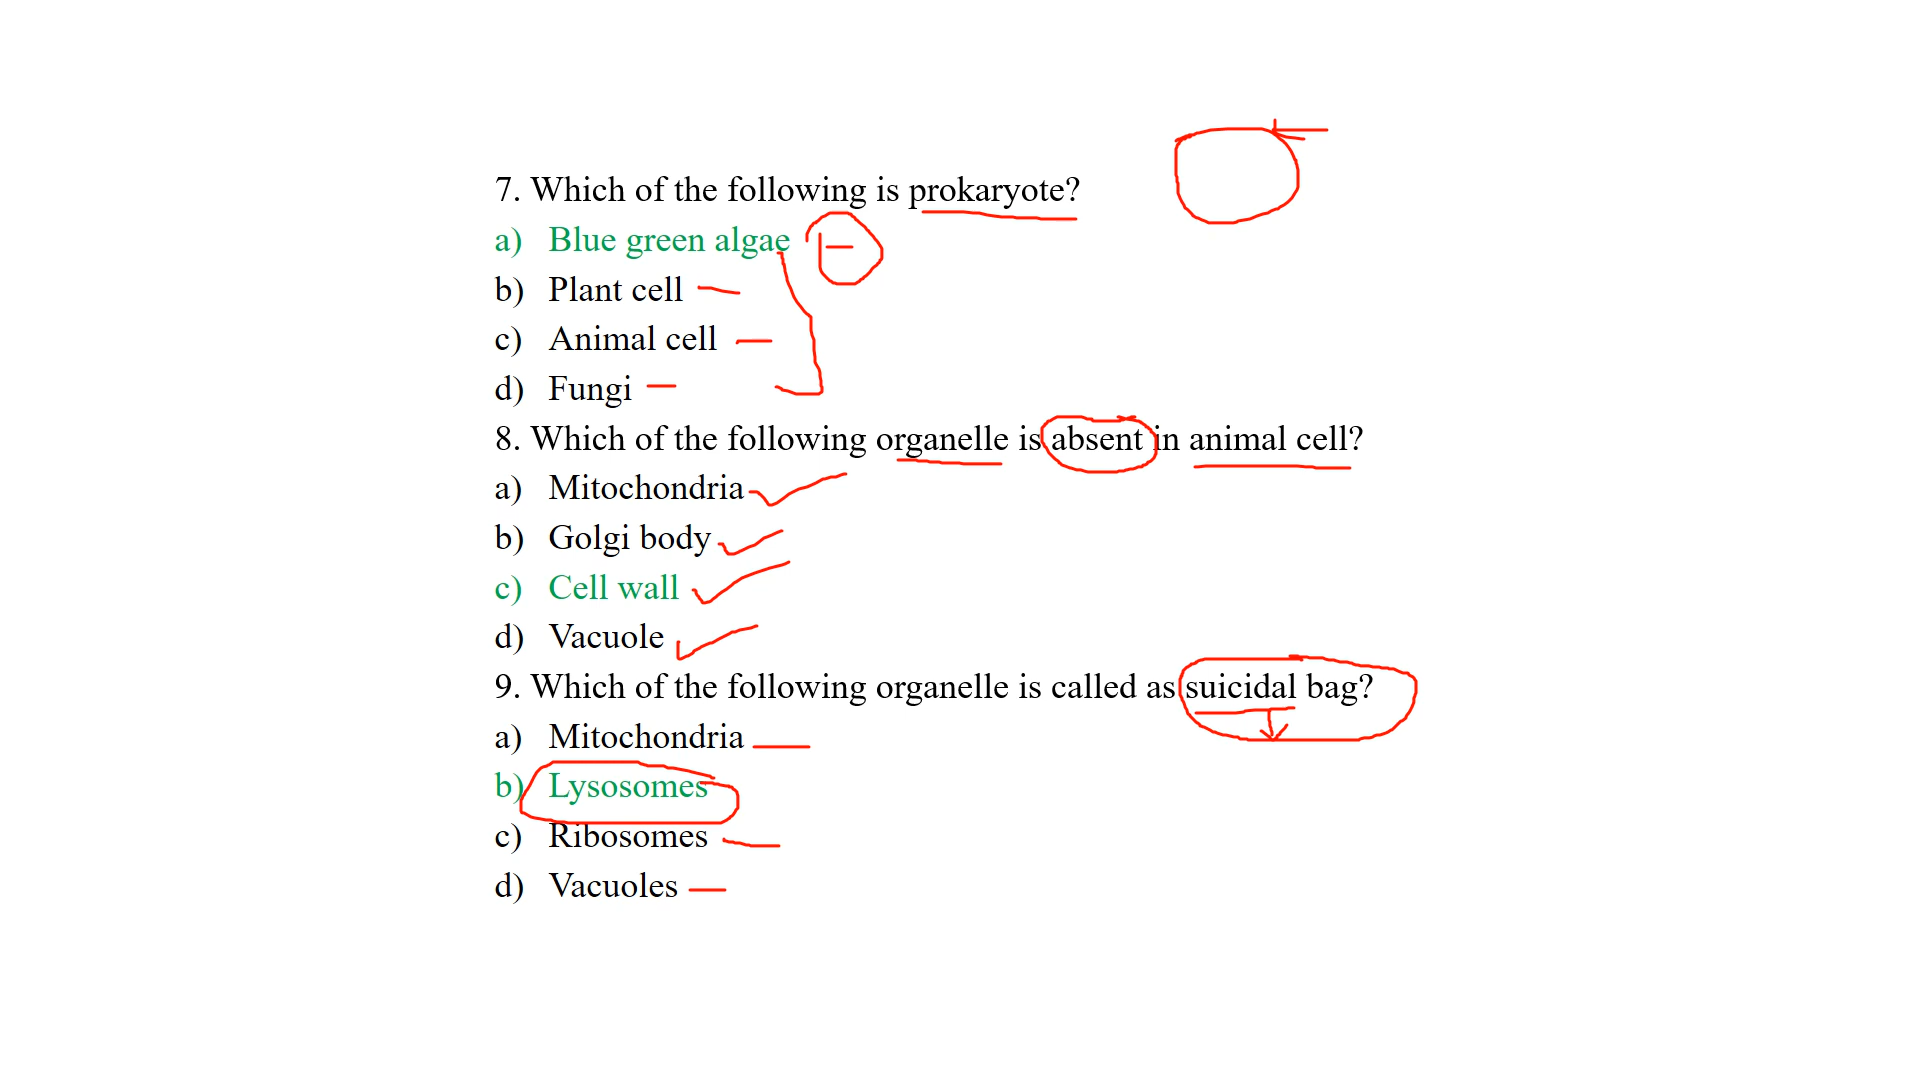 7. Which of the following is prokaryote?
a) Blue green algae
b) Plant cell
c) Animal cell
d) Fungi
8. Which of the following organelle is absent in animal cell?
a) Mitochondria
b) Golgi body
c) Cell wall
d) Vacuole
9. Which of the following organelle is called as suicidal bag?
a) Mitochondria
b) Lysosomes
c) Ribosomes
d) Vacuoles